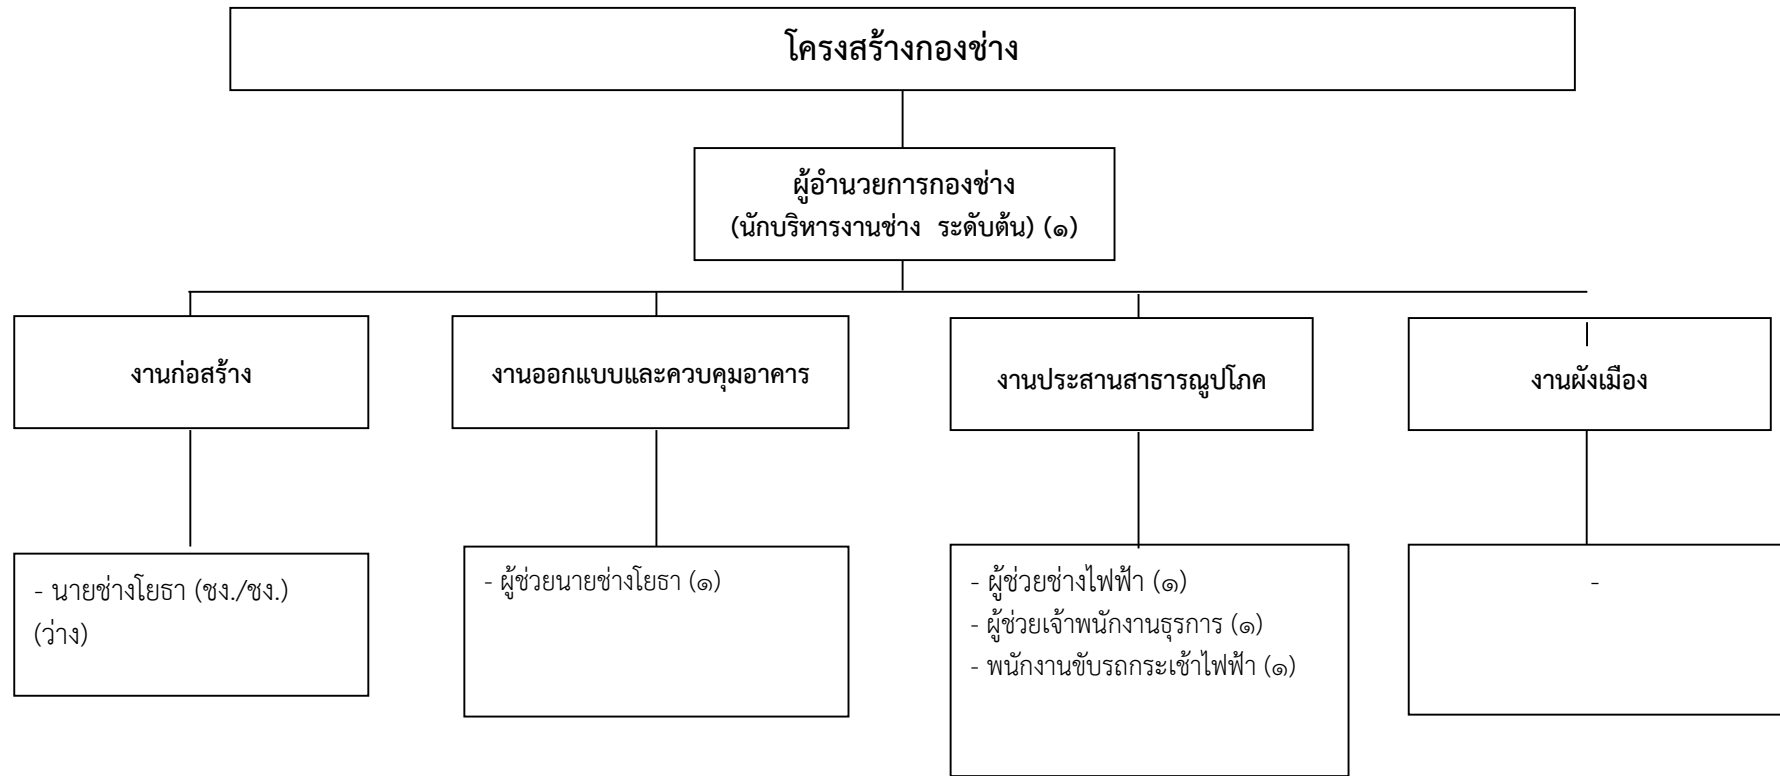 โครงสร้างกองช่าง
ผู้อำนวยการกองช่าง
(นักบริหารงานช่าง ระดับต้น) (๑)
งานก่อสร้าง
งานออกแบบและควบคุมอาคาร
งานประสานสาธารณูปโภค
งานผังเมือง
- นายช่างโยธา (ชง./ชง.)
(ว่าง)
- ผู้ช่วยนายช่างโยธา (๑)
- ผู้ช่วยช่างไฟฟ้า (๑)
- ผู้ช่วยเจ้าพนักงานธุรการ (๑)
- พนักงานขับรถกระเช้าไฟฟ้า (๑)
-